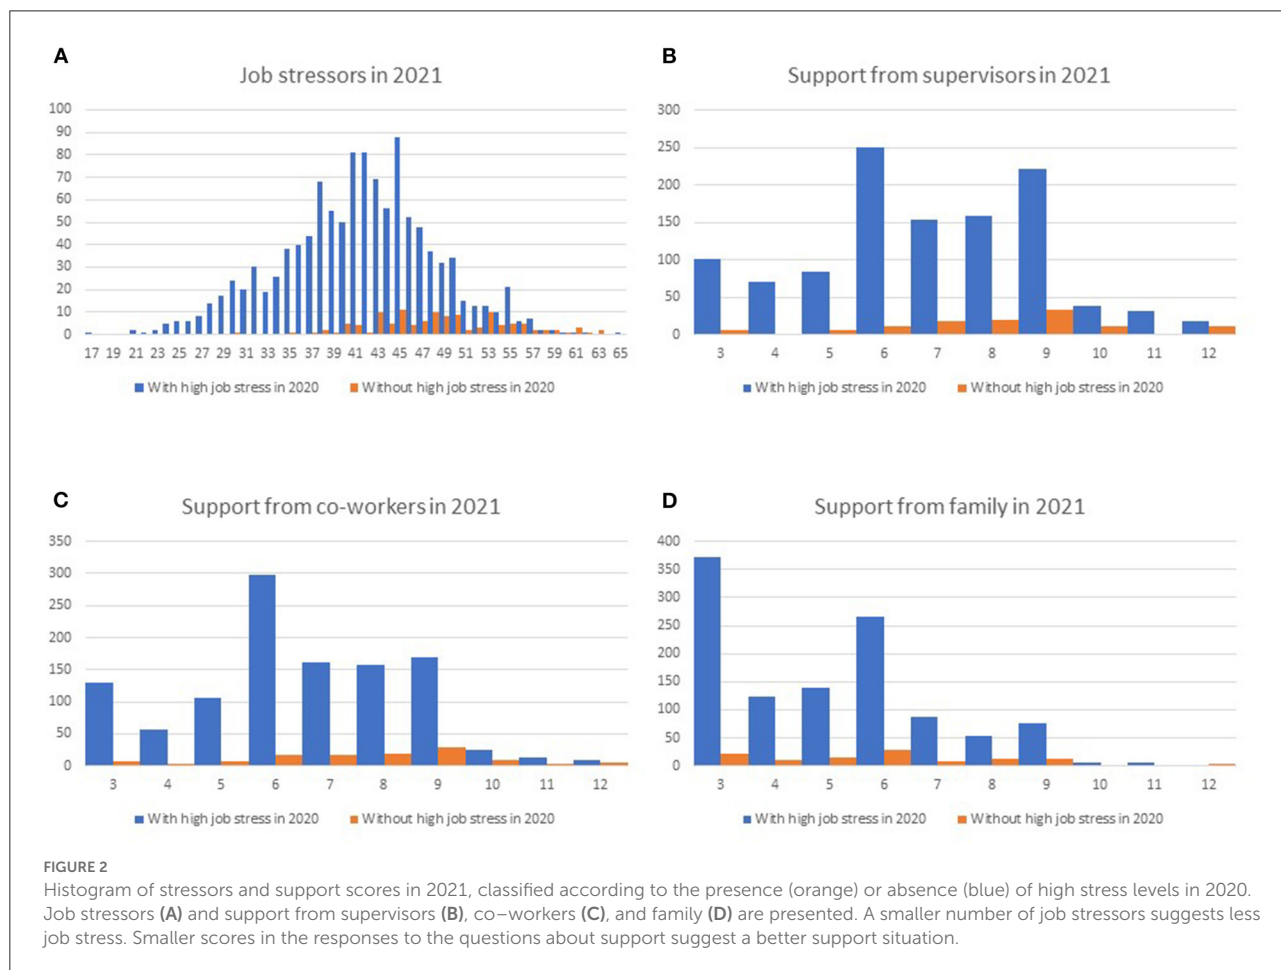 A
Job stressors in 2021
100
90
80
70
60
50
40
30
20
10
0
17 19 21 23 25 27 29 31 33 35 37 39 41 43 45 47 49 51 53 55 57 59 61 63 65
With high job stress in 2020 Without high job stress in 2020
B
Support from supervisors in 2021
300
250
200
150
100
50
0
3 4 5 6 7 8 9 10 11 12
With high job stress in 2020 Without high job stress in 2020
C
Support from co-workers in 2021
350
300
250
200
150
100
50
0
3 4 5 6 7 8 9 10 11 12
With high job stress in 2020 Without high job stress in 2020
D
Support from family in 2021
400
350
300
250
200
150
100
50
0
3 4 5 6 7 8 9 10 11 12
With high job stress in 2020 Without high job stress in 2020
FIGURE 2
Histogram of stressors and support scores in 2021, classified according to the presence (orange) or absence (blue) of high stress levels in 2020.
Job stressors (A) and support from supervisors (B), co–workers (C), and family (D) are presented. A smaller number of job stressors suggests less
job stress. Smaller scores in the responses to the questions about support suggest a better support situation.